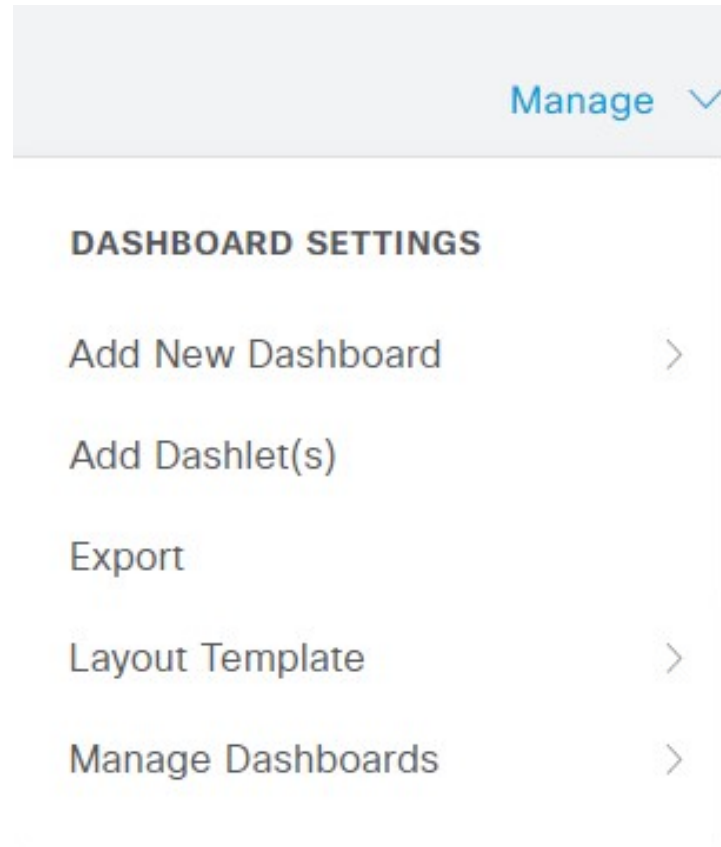 Manage
DASHBOARD SETTINGS
Add New Dashboard
Add Dashlet(s)
Export
Layout Template
Manage Dashboards